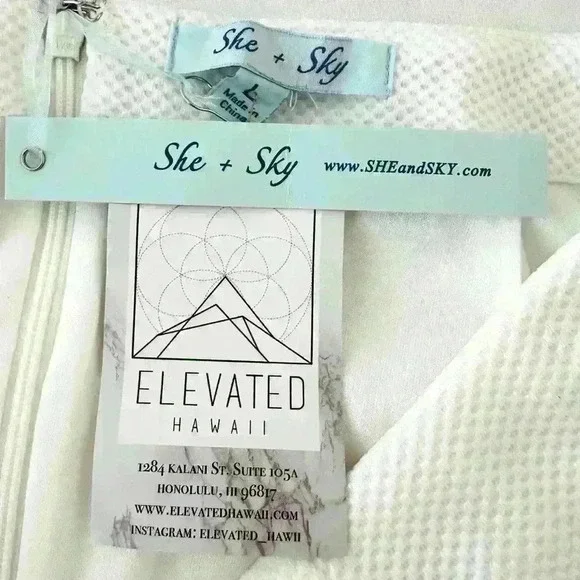 She + Sky
L
Made in
China
She + Sky www.SHEandSKY.com
ELEVATED
HAWAII
1284 KALANI ST. SUITE 105A
HONOLULU, HI 96817
WWW.ELEVATEDHAWAII.COM
INSTAGRAM: ELEVATED_HAWII